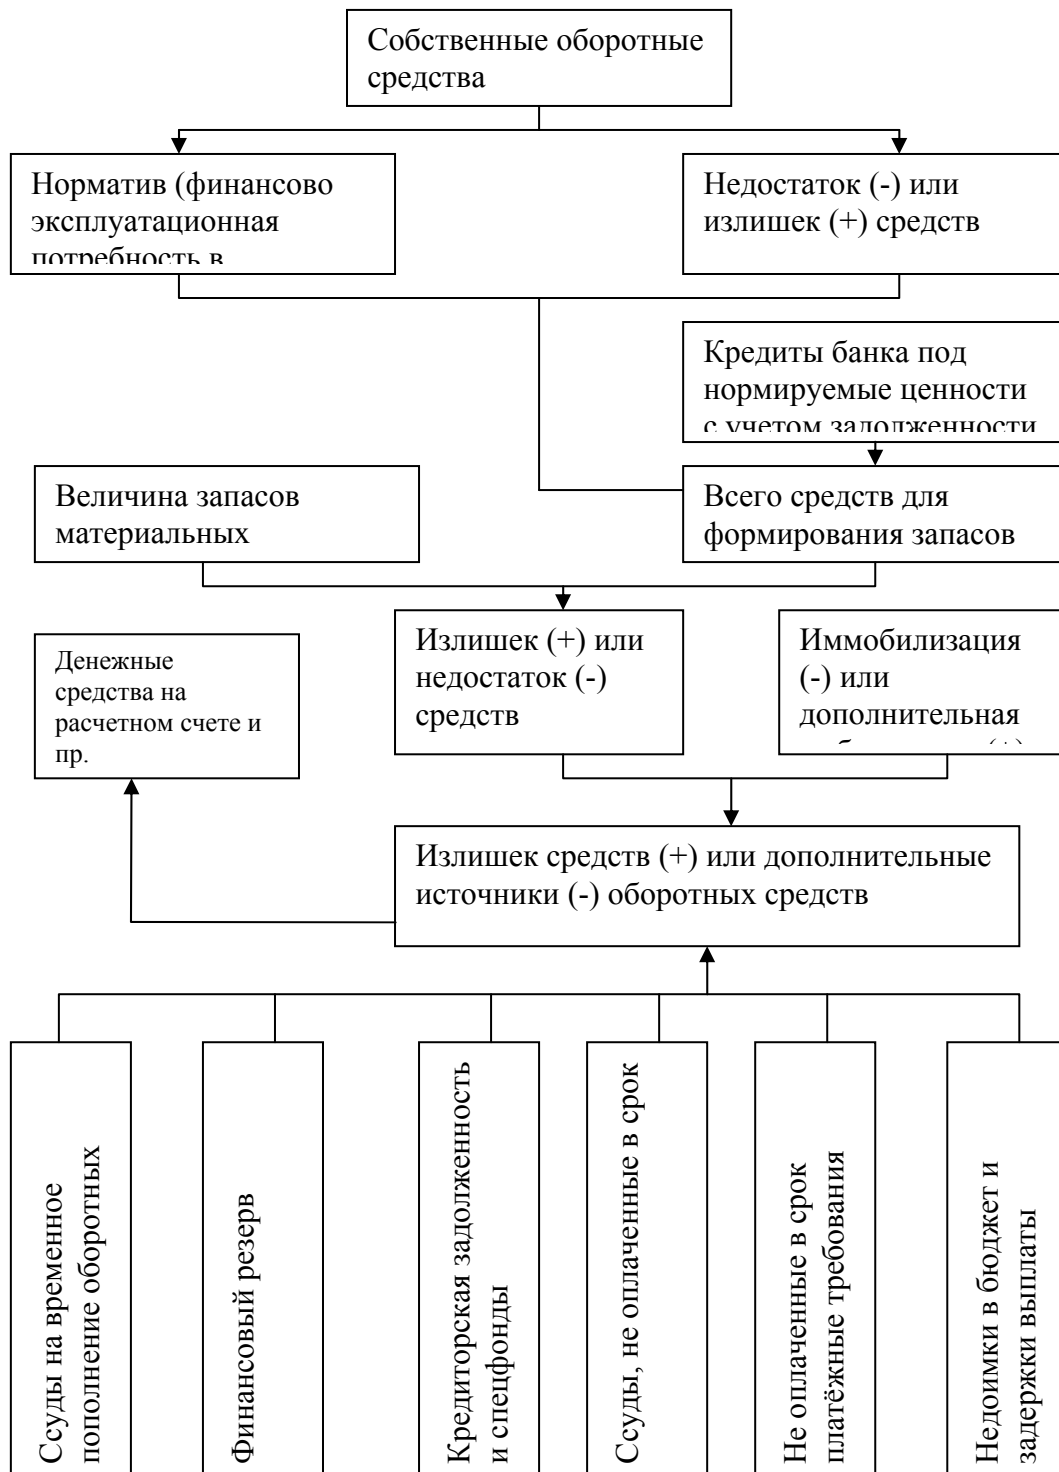 Собственные оборотные
средства
Норматив (финансово
эксплуатационная
потребность в
Недостаток (-) или
излишек (+) средств
Кредиты банка под
нормируемые ценности
с учетом задолженности
Величина запасов
материальных
Всего средств для
формирования запасов
Денежные
средства на
расчетном счете и
пр.
Излишек (+) или
недостаток (-)
средств
Иммобилизация
(-) или
дополнительная
(+)
Излишек средств (+) или дополнительные
источники (-) оборотных средств
Ссуды на временное
пополнение оборотных
Финансовый резерв
Кредиторская задолженность
и спецфонды
Ссуды, не оплаченные в срок
Не оплаченные в срок
платёжные требования
Недоимки в бюджет и
задержки выплаты